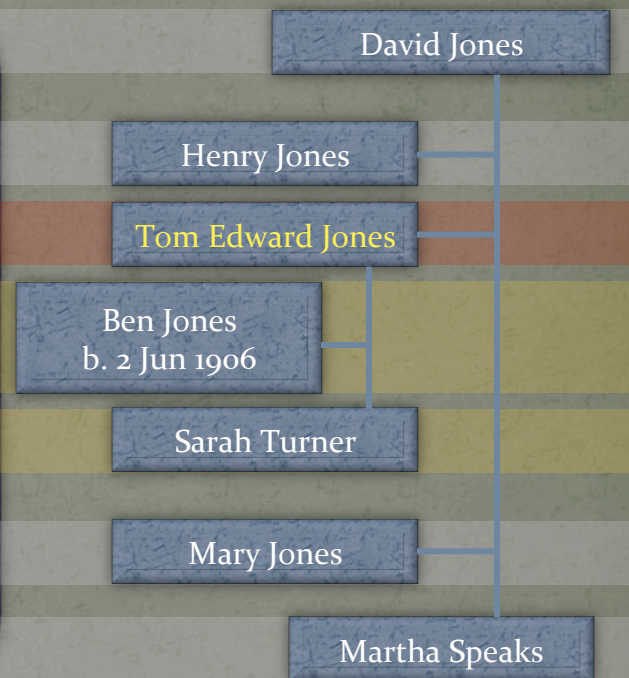 David Jones
Henry Jones
Tom Edward Jones
Ben Jones
b. 2 Jun 1906
Sarah Turner
Mary Jones
Martha Speaks